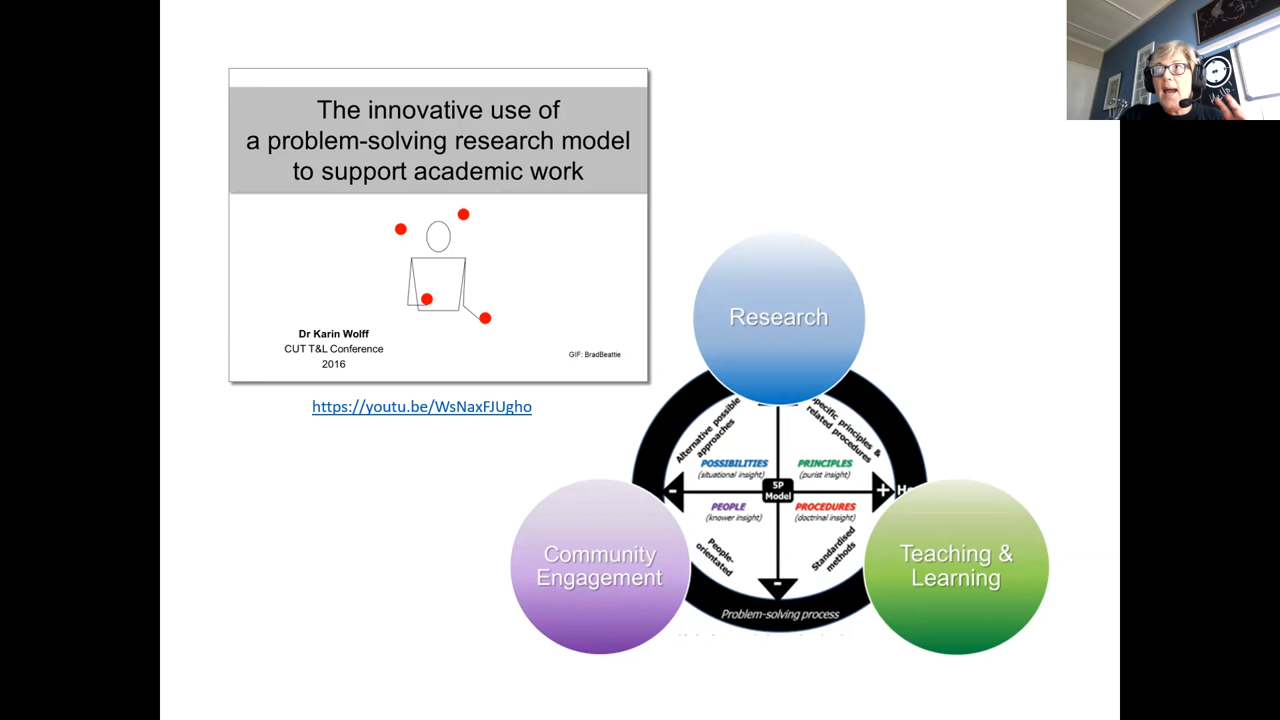 The innovative use of
a problem-solving research model
to support academic work
Dr Karin Wolff
CUT T&L Conference
2016
GIF: BradBeattie
https://youtu.be/WsNaxFJUgho
Research
Alternative possible
approaches
principles &
related procedures
POSSIBILITIES
(situational insight)
PRINCIPLES
(purist insight)
-
5P
Model
+
PEOPLE
(knower insight)
PROCEDURES
(doctrinal insight)
People-
orientated
Standardised
methods
-
Problem-solving process
Community
Engagement
Teaching &
Learning
Hello